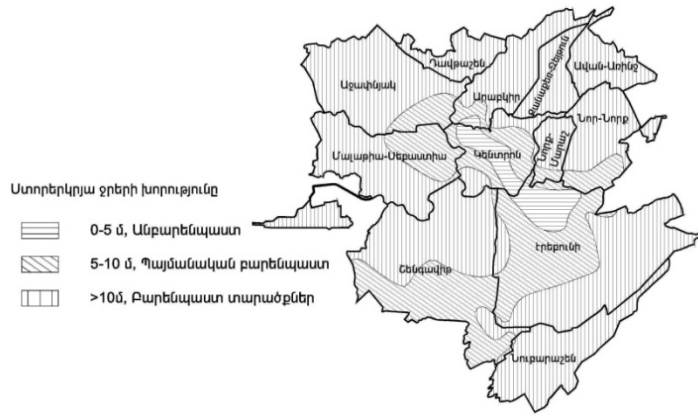 Դավթաշեն
Աջափնյակ
Արաբկիր
Քանաքեռ-Զեյթուն
Ավան-Առինջ
Նոր-Նորք
Մալաթիա-Սեբաստիա
Կենտրոն
Նորք-
Մարաշ
Ստորերկրյա ջրերի խորությունը
0-5 մ, Անբարենպաստ
5-10 մ, Պայմանական բարենպաստ
>10մ, Բարենպաստ տարածքներ
Էրեբունի
Շենգավիթ
Նուբարաշեն